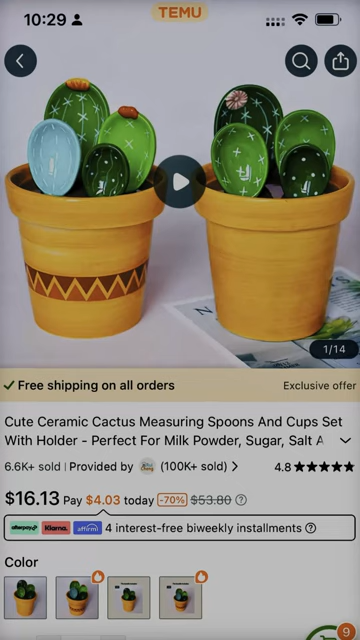 10:29
TEMU
1/14
Free shipping on all orders
Exclusive offer
Cute Ceramic Cactus Measuring Spoons And Cups Set
With Holder - Perfect For Milk Powder, Sugar, Salt A
6.6K+ sold | Provided by (100K+ sold) >
4.8 ★★★★★
$16.13 Pay $4.03 today -70% $53.80 ?
afterpay Klarna. affirm 4 interest-free biweekly installments ?
Color
9